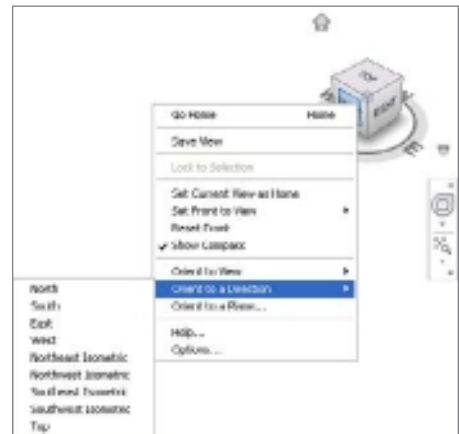 TOP
E
Go Home Home
Save View
Lock to Selection
Set Current View as Home
Set Front to View
Reset Front
Show Compass
Orient to View
Orient to a Direction
Orient to a Plane...
Help...
Options...
North
South
East
West
Northeast Isometric
Northwest Isometric
Southeast Isometric
Southwest Isometric
Top